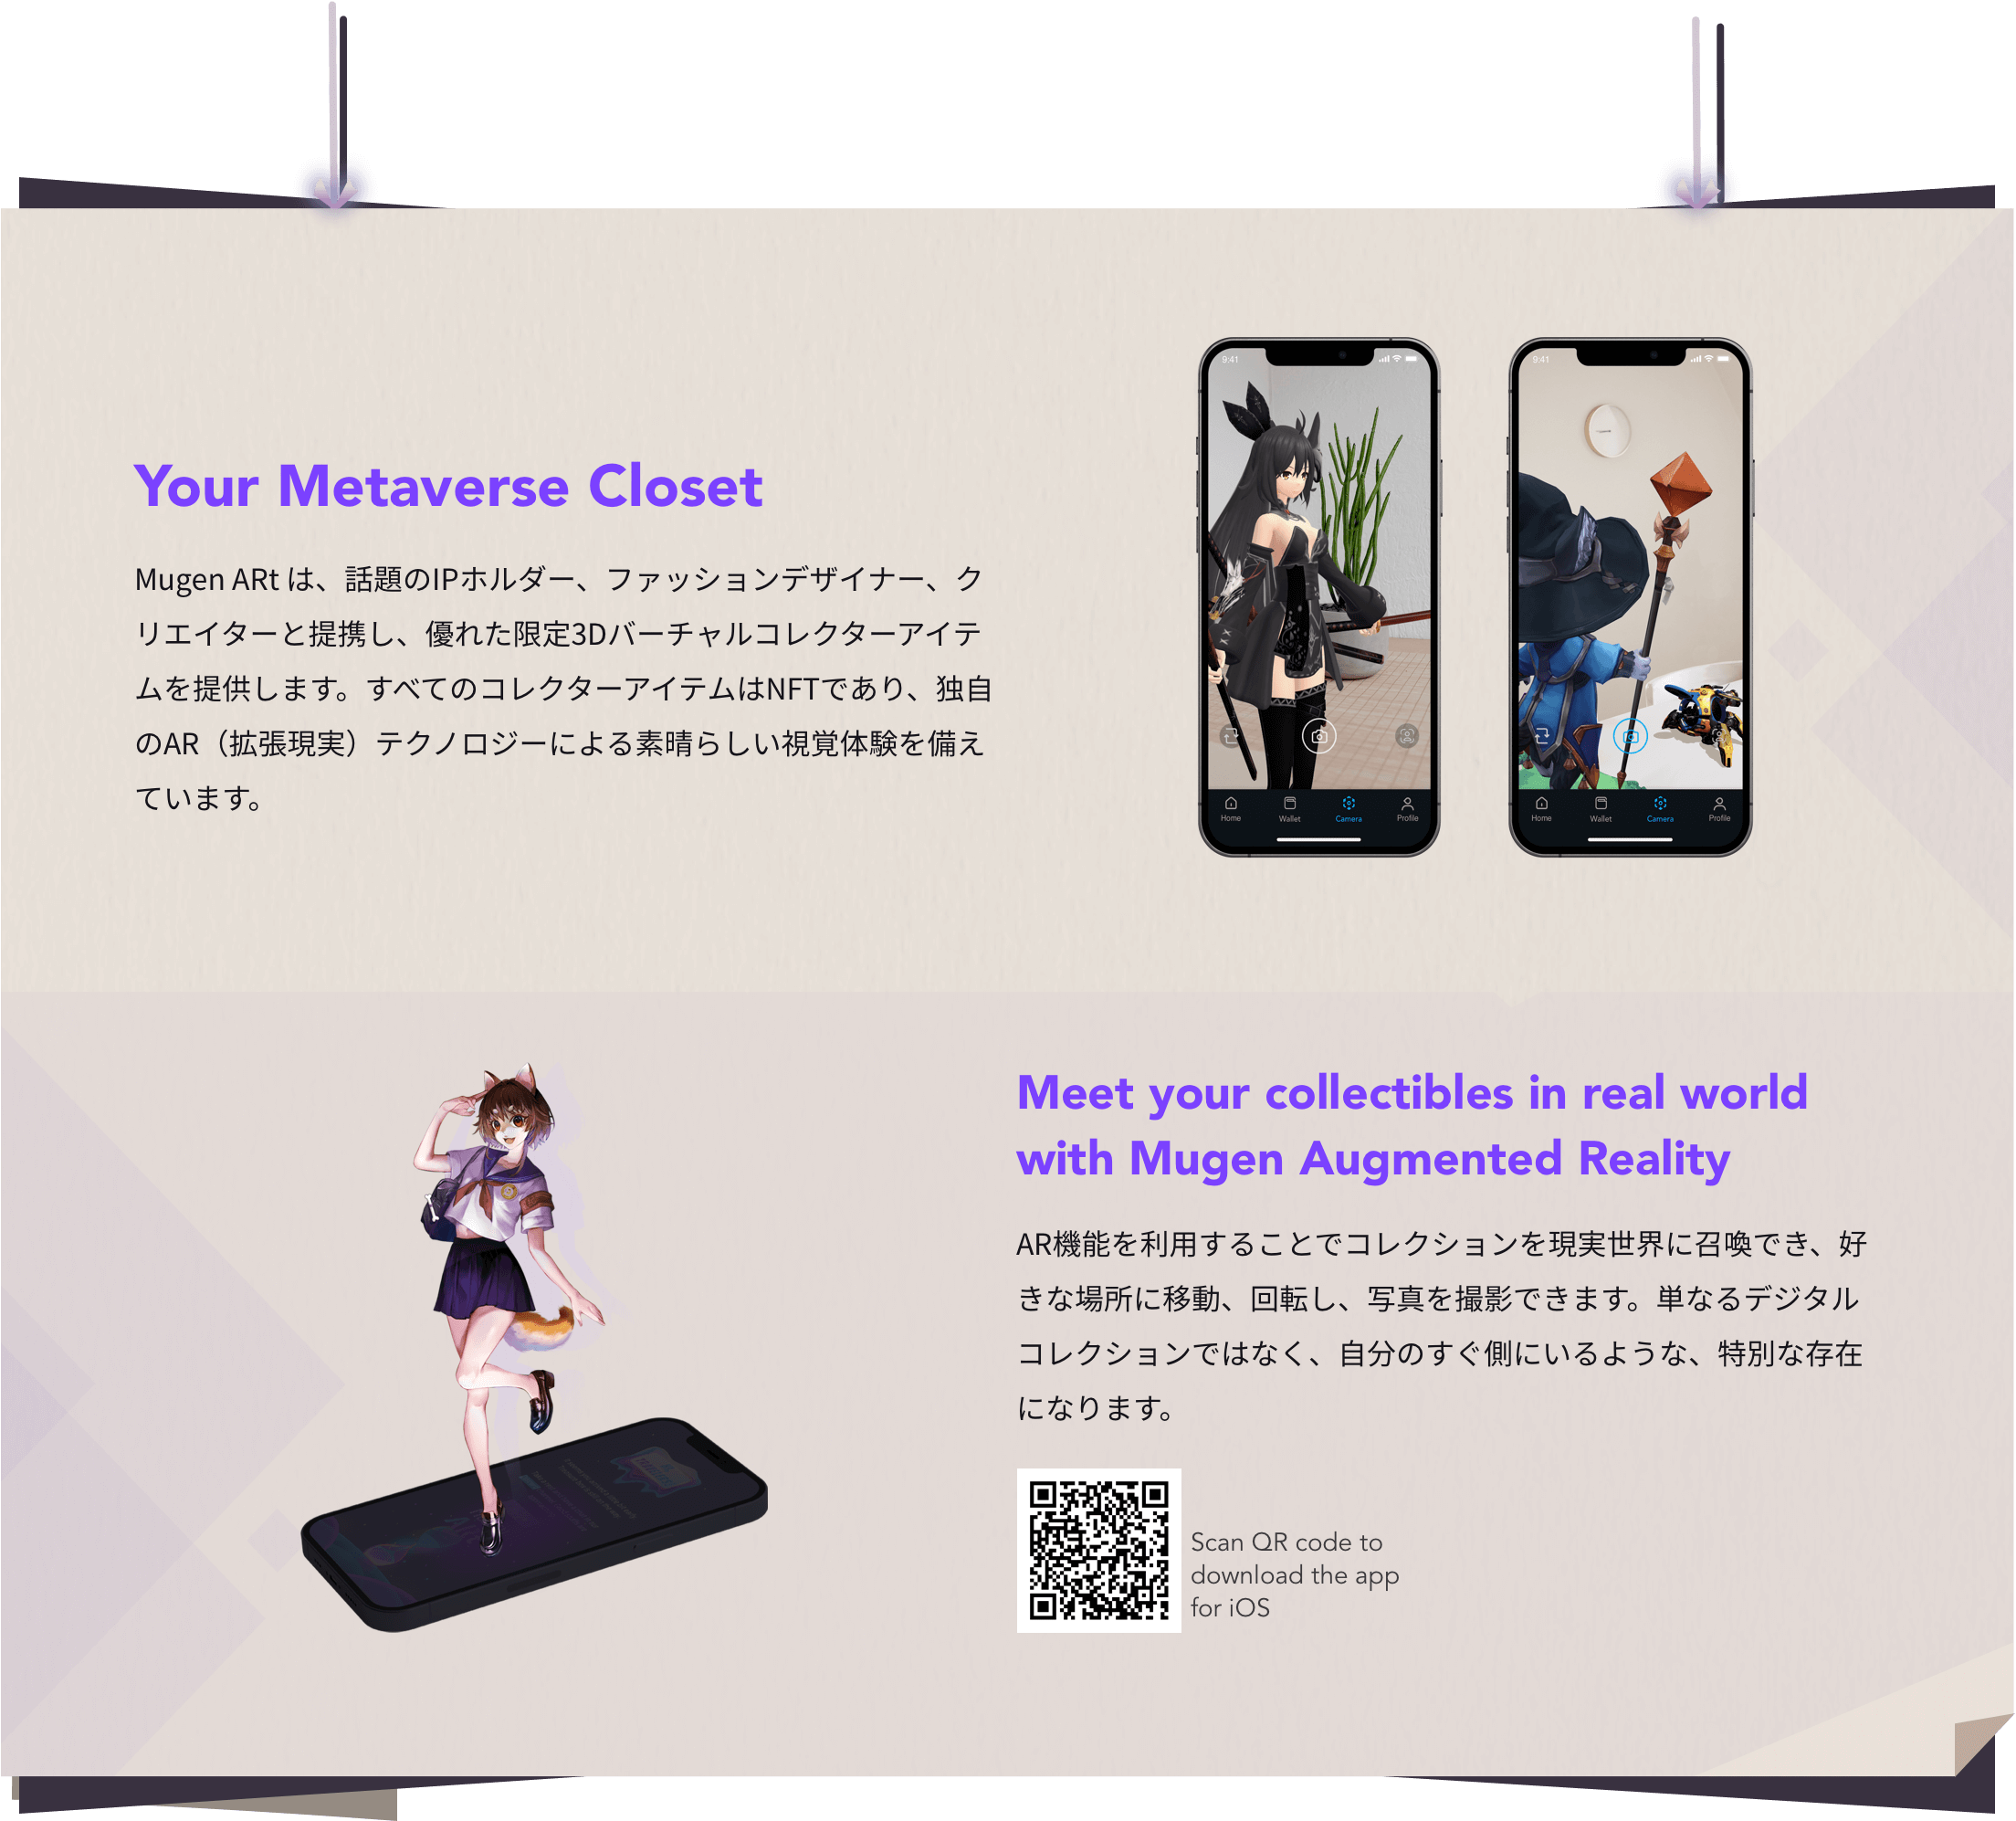 Your Metaverse Closet
Mugen ARt は、話題のIPホルダー、ファッションデザイナー、ク
リエイターと提携し、優れた限定3Dバーチャルコレクターアイテ
ムを提供します。すべてのコレクターアイテムはNFTであり、独自
のAR（拡張現実）テクノロジーによる素晴らしい視覚体験を備え
ています。
9:41
Home Wallet Camera Profile
9:41
Home Wallet Camera Profile
Meet your collectibles in real world
with Mugen Augmented Reality
AR機能を利用することでコレクションを現実世界に召喚でき、好
きな場所に移動、回転し、写真を撮影できます。単なるデジタル
コレクションではなく、自分のすぐ側にいるような、特別な存在
になります。
Scan QR code to
download the app
for iOS